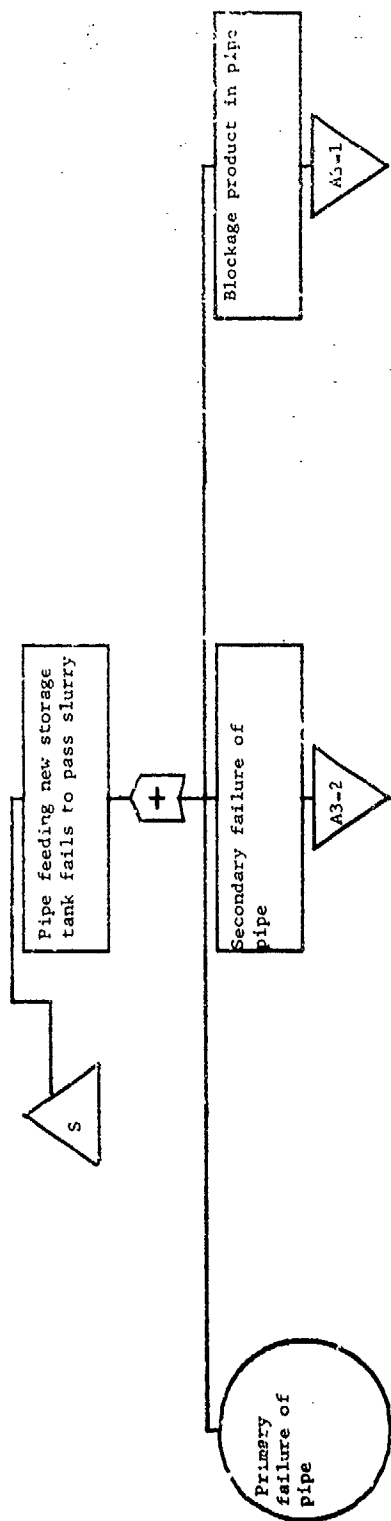 Pipe feeding new storage
tank fails to pass slurry
S
+
Primary
failure of
pipe
Secondary failure of
pipe
Blockage product in pipe
A3-2
A3-1